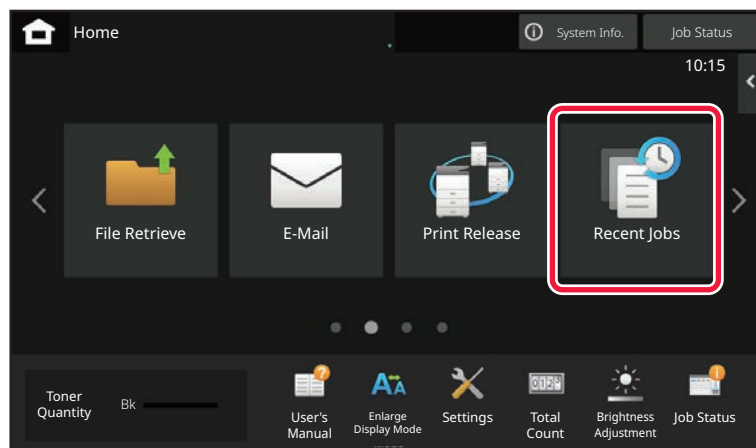 Home
System Info.
Job Status
10:15
File Retrieve
E-Mail
Print Release
Recent Jobs
Toner
Quantity
Bk
User's
Manual
Enlarge
Display Mode
Settings
0123
Total
Count
Brightness
Adjustment
Job Status